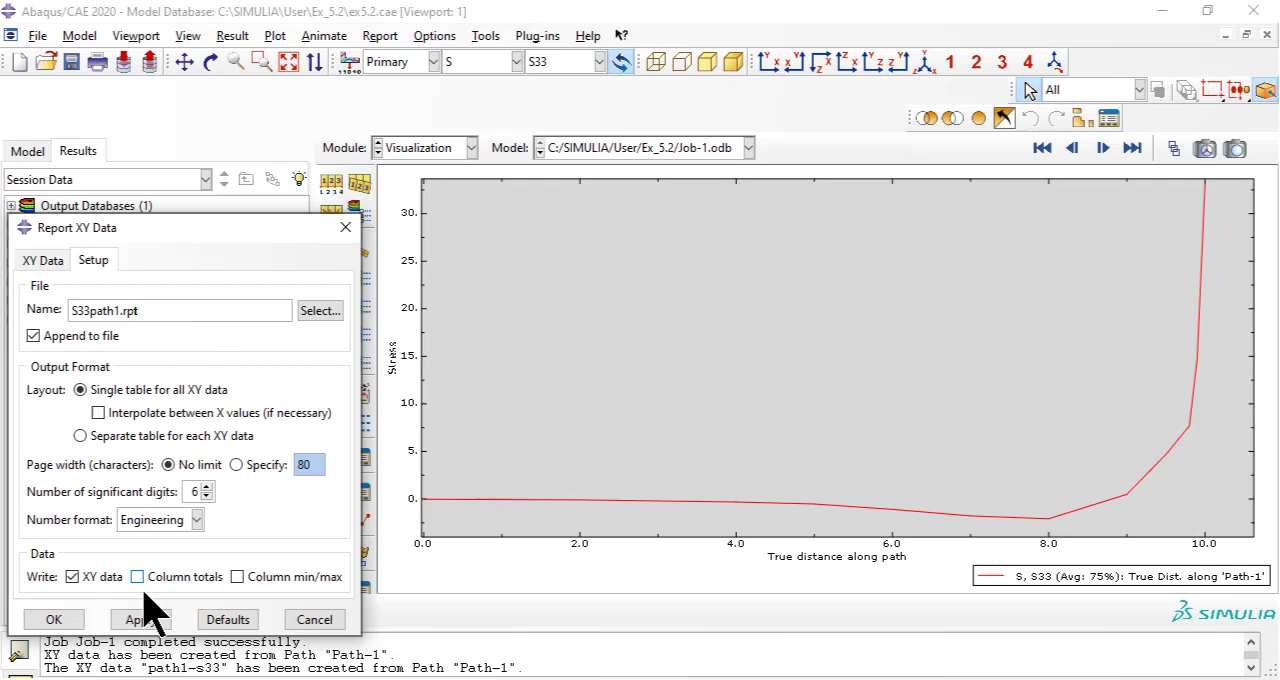 Abaqus/CAE 2020 - Model Database: C:\SIMULIA\User\Ex_5.2\ex5.2.cae [Viewport: 1]
File Model Viewport View Result Plot Animate Report Options Tools Plug-ins Help
Primary S S33 1 2 3 4
All
Model Results Module: Visualization Model: C:/SIMULIA/User/Ex_5.2/Job-1.odb
Session Data
Output Databases (1)
Report XY Data
XY Data Setup
File
Name: S33path1.rpt Select...
Append to file
Output Format
Layout: Single table for all XY data
Interpolate between X values (if necessary)
Separate table for each XY data
Page width (characters): No limit Specify: 80
Number of significant digits: 6
Number format: Engineering
Data
Write: XY data Column totals Column min/max
OK Defaults Cancel
30.
25.
20.
15.
10.
5.
0.
Stress
0.0 2.0 4.0 6.0 8.0 10.0
True distance along path
S, S33 (Avg: 75%): True Dist. along 'Path-1'
SIMULIA
Job Job-1 completed successfully.
XY data has been created from Path "Path-1".
The XY data "path1-s33" has been created from Path "Path-1".